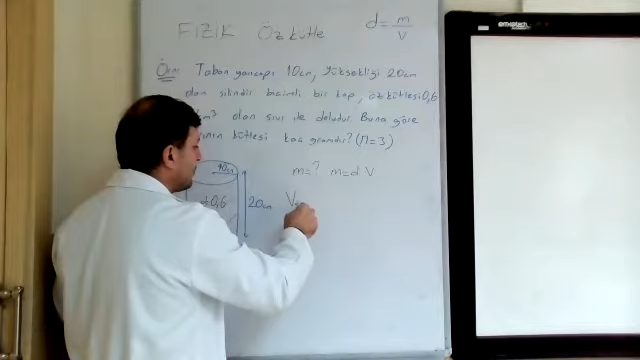 FİZİK Özkütle d = m/V
Örn: Taban yarıçapı 10cm, yüksekliği 20cm
olan silindir biçimli bir kap, özkütlesi 0,6
cm³ olan sıvı ile doludur. Buna göre
kütlesi kaç gramdır? (π=3)
10cm m=? m=d.V
0,6 20cm V